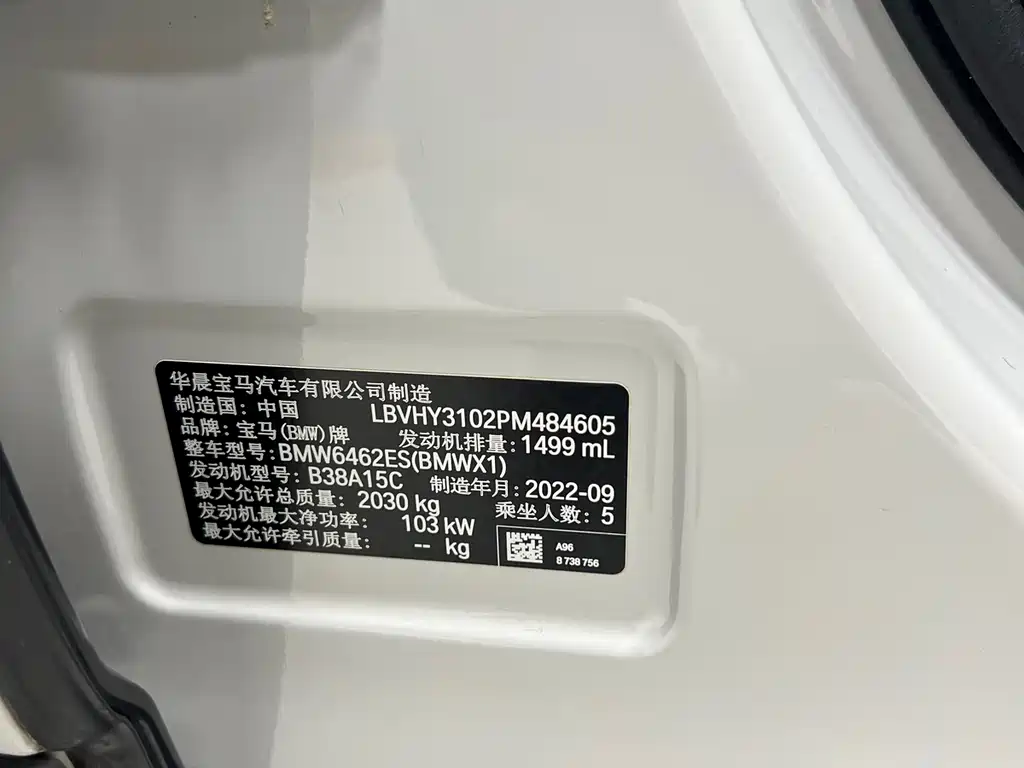 华晨宝马汽车有限公司制造
制造国：中国 LBVHY3102PM484605
品牌：宝马(BMW)牌 发动机排量：1499 mL
整车型号：BMW6462ES(BMWX1)
发动机型号：B38A15C 制造年月：2022-09
最大允许总质量：2030 kg 乘坐人数：5
发动机最大净功率：103 kW
最大允许牵引质量：-- kg
A96
8 738 756